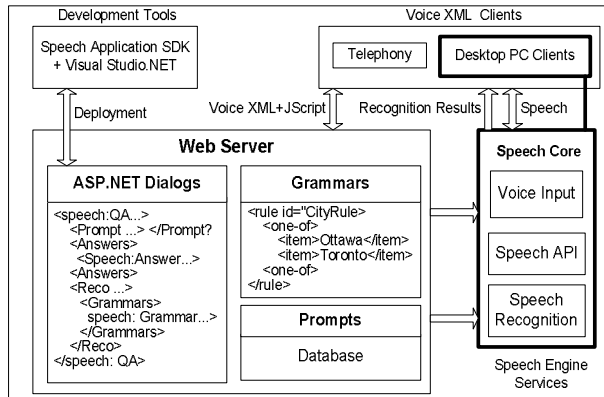 Development Tools
Speech Application SDK
+ Visual Studio.NET
Deployment
Voice XML Clients
Telephony
Desktop PC Clients
Voice XML+JScript
Recognition Results
Speech
Web Server
ASP.NET Dialogs
<speech:QA...>
<Prompt ...> </Prompt?
<Answers>
<Speech:Answer...>
<Answers>
<Reco ...>
<Grammars>
speech: Grammar...>
</Grammars>
</Reco>
</speech: QA>
Grammars
<rule id="CityRule>
<one-of>
<item>Ottawa</item>
<item>Toronto</item>
<one-of>
</rule>
Prompts
Database
Speech Core
Voice Input
Speech API
Speech
Recognition
Speech Engine
Services